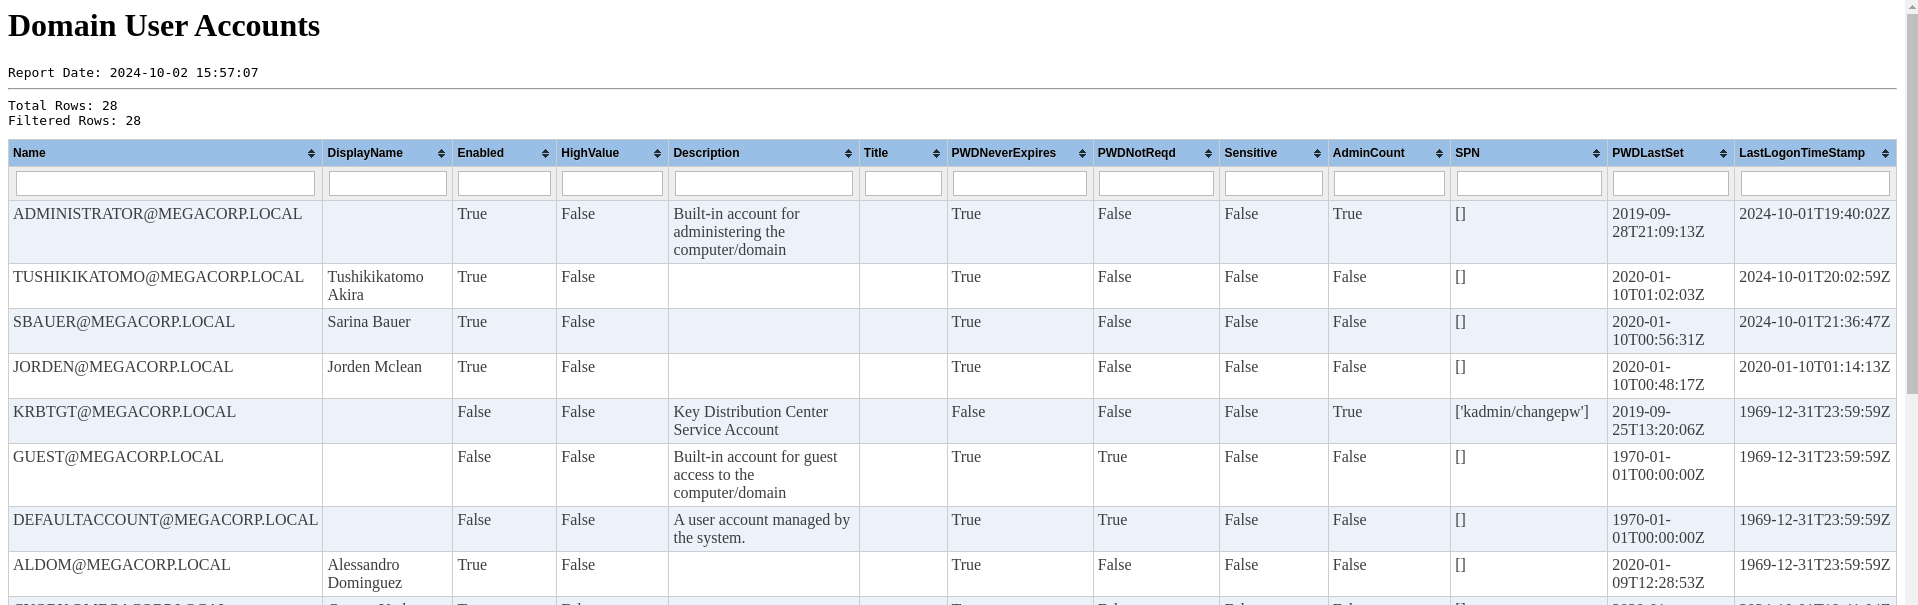 Domain User Accounts
Report Date: 2024-10-02 15:57:07
Total Rows: 28
Filtered Rows: 28
Name DisplayName Enabled HighValue Description Title PWDNeverExpires PWDNotReqd Sensitive AdminCount SPN PWDLastSet LastLogonTimeStamp
ADMINISTRATOR@MEGACORP.LOCAL True False Built-in account for True False False True [] 2019-09- 2024-10-01T19:40:02Z
administering the 28T21:09:13Z
computer/domain
TUSHIKIKATOMO@MEGACORP.LOCAL Tushikikatomo True False True False False False [] 2020-01- 2024-10-01T20:02:59Z
Akira 10T01:02:03Z
SBAUER@MEGACORP.LOCAL Sarina Bauer True False True False False False [] 2020-01- 2024-10-01T21:36:47Z
10T00:56:31Z
JORDEN@MEGACORP.LOCAL Jorden Mclean True False True False False False [] 2020-01- 2020-01-10T01:14:13Z
10T00:48:17Z
KRBTGT@MEGACORP.LOCAL False False Key Distribution Center False False False True ['kadmin/changepw'] 2019-09- 1969-12-31T23:59:59Z
Service Account 25T13:20:06Z
GUEST@MEGACORP.LOCAL False False Built-in account for guest True True False False [] 1970-01- 1969-12-31T23:59:59Z
access to the 01T00:00:00Z
computer/domain
DEFAULTACCOUNT@MEGACORP.LOCAL False False A user account managed by True True False False [] 1970-01- 1969-12-31T23:59:59Z
the system. 01T00:00:00Z
ALDOM@MEGACORP.LOCAL Alessandro True False True False False False [] 2020-01- 1969-12-31T23:59:59Z
Dominguez 09T12:28:53Z